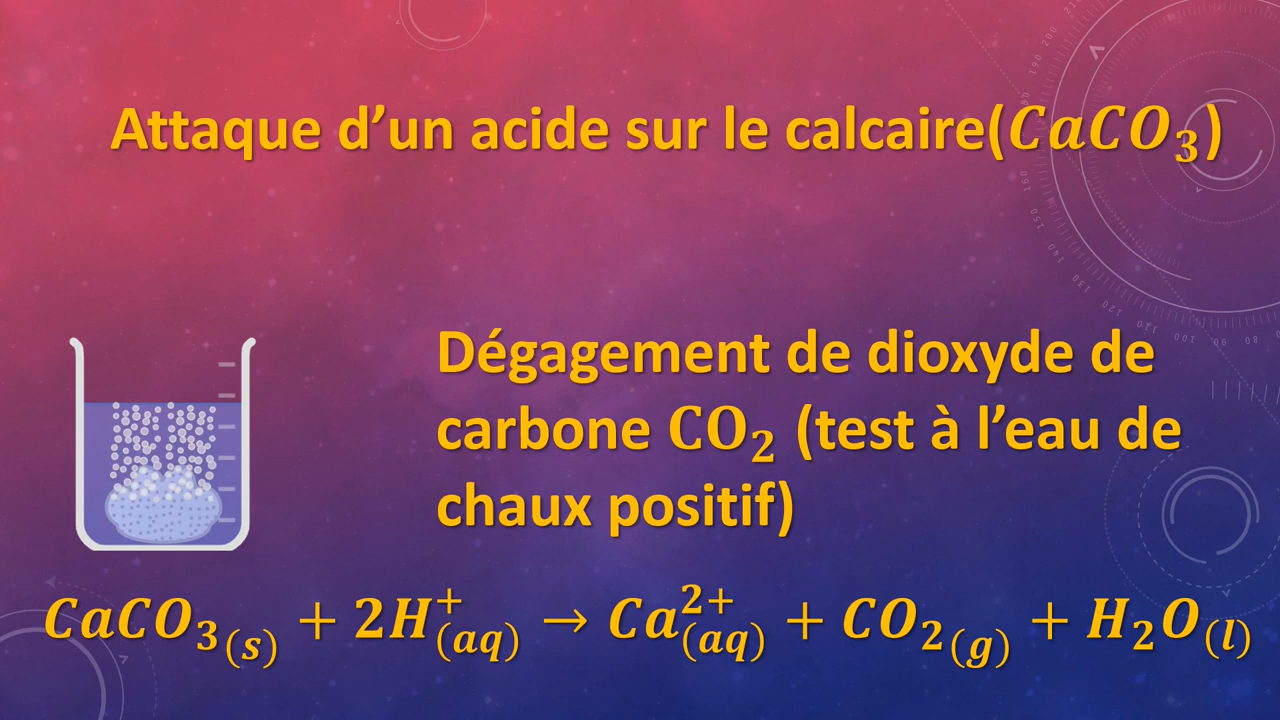 Attaque d’un acide sur le calcaire(CaCO₃)
Dégagement de dioxyde de
carbone CO₂ (test à l’eau de
chaux positif)
CaCO₃₍s₎ + 2H⁺₍aq₎ → Ca²⁺₍aq₎ + CO₂₍g₎ + H₂O₍l₎